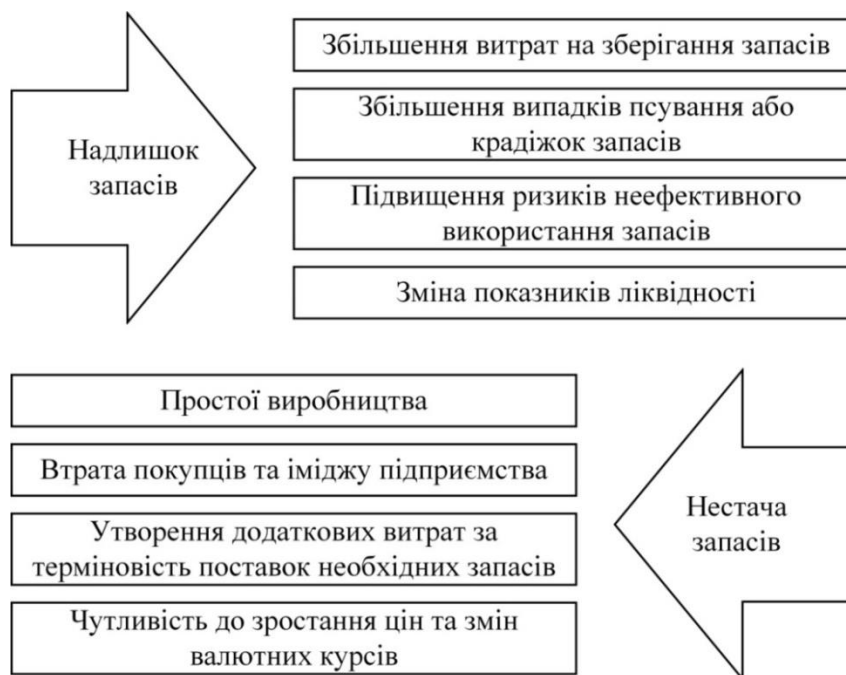 Надлишок
запасів
Збільшення витрат на зберігання запасів
Збільшення випадків псування або
крадіжок запасів
Підвищення ризиків неефективного
використання запасів
Зміна показників ліквідності
Простої виробництва
Втрата покупців та іміджу підприємства
Утворення додаткових витрат за
терміновість поставок необхідних запасів
Чутливість до зростання цін та змін
валютних курсів
Нестача
запасів